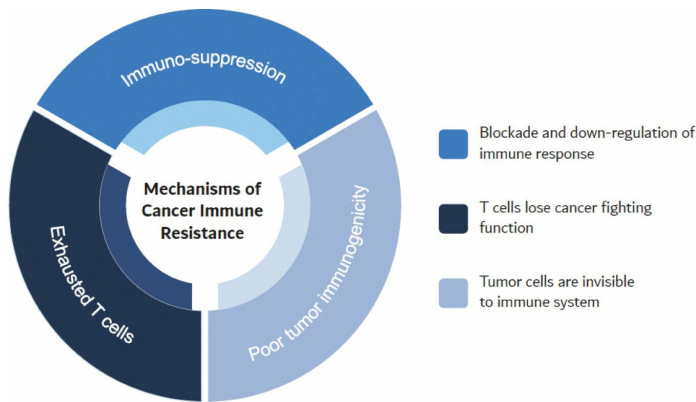 Immuno-suppression
Mechanisms of
Cancer Immune
Resistance
Exhausted T cells
Poor tumor immunogenicity
Blockade and down-regulation of
immune response
T cells lose cancer fighting
function
Tumor cells are invisible
to immune system